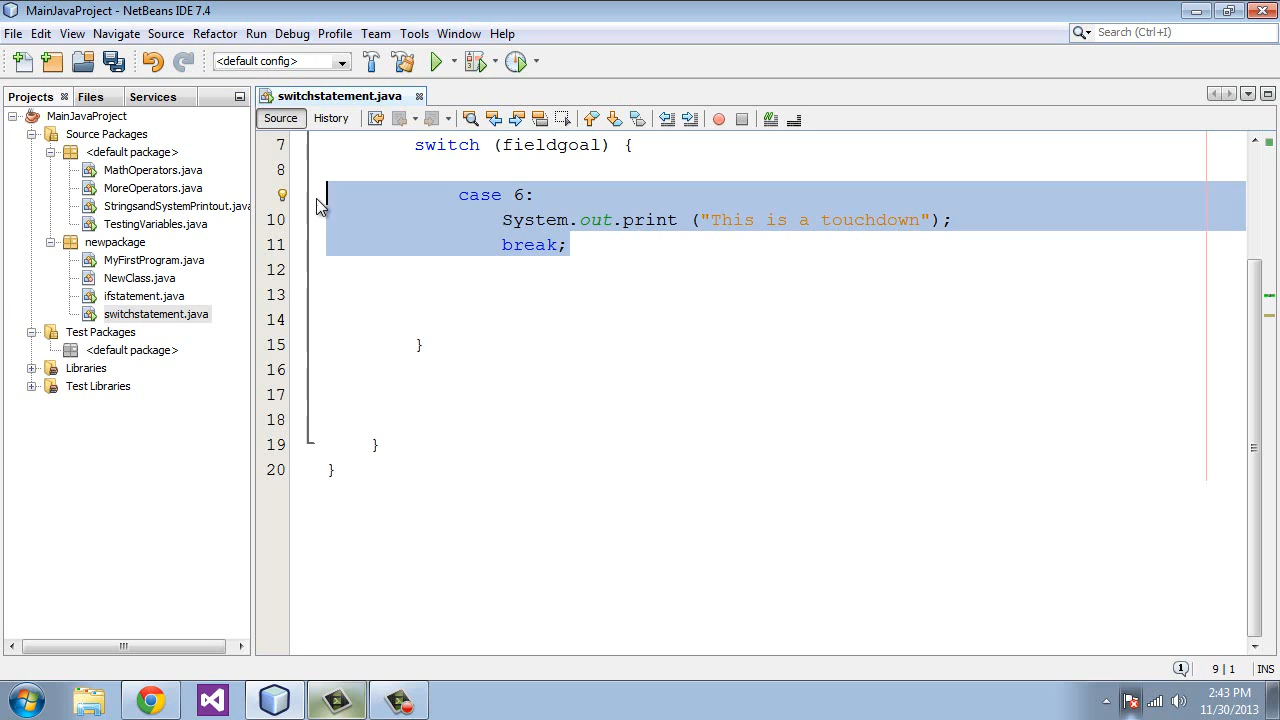 MainJavaProject - NetBeans IDE 7.4
File Edit View Navigate Source Refactor Run Debug Profile Team Tools Window Help
Search (Ctrl+I)
<default config>
Projects Files Services
switchstatement.java
Source History
MainJavaProject
Source Packages
<default package>
MathOperators.java
MoreOperators.java
StringsandSystemPrintout.java
TestingVariables.java
newpackage
MyFirstProgram.java
NewClass.java
ifstatement.java
switchstatement.java
Test Packages
<default package>
Libraries
Test Libraries
7 switch (fieldgoal) {
8
case 6:
10 System.out.print ("This is a touchdown");
11 break;
12
13
14
15 }
16
17
18
19 }
20 }
1 9 | 1 INS
2:43 PM
11/30/2013